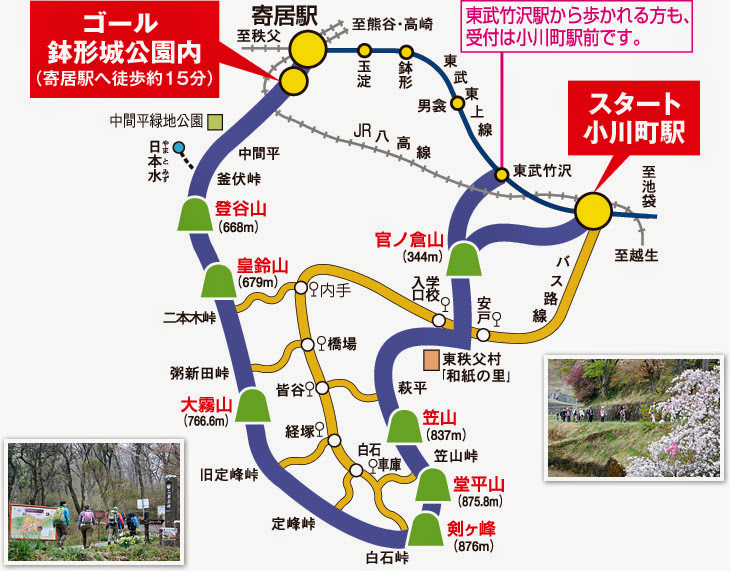 ゴール
鉢形城公園内
(寄居駅へ徒歩約15分)
寄居駅
至秩父
至熊谷・高崎
玉淀
鉢形
東武東上線
男衾
東武竹沢駅から歩かれる方も、
受付は小川町駅前です。
スタート
小川町駅
中間平緑地公園
日本水
やまとみず
中間平
釜伏峠
JR八高線
東武竹沢
至池袋
至越生
登谷山
(668m)
官ノ倉山
(344m)
バス路線
皇鈴山
(679m)
内手
入学口校
安戸
二本木峠
橋場
東秩父村
「和紙の里」
粥新田峠
皆谷
萩平
大霧山
(766.6m)
経塚
笠山
(837m)
白石車庫
笠山峠
旧定峰峠
堂平山
(875.8m)
定峰峠
剣ヶ峰
(876m)
白石峠